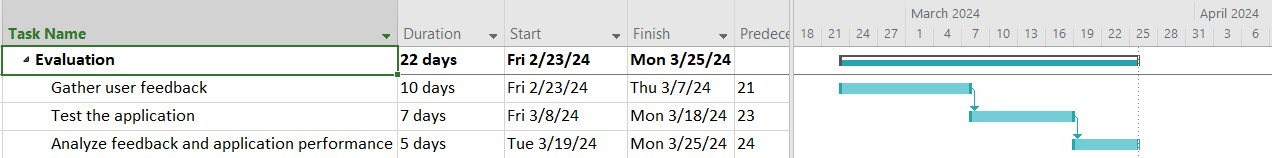 March 2024 April 2024
Task Name Duration Start Finish Predece 18 21 24 27 1 4 7 10 13 16 19 22 25 28 31 3 6
Evaluation 22 days Fri 2/23/24 Mon 3/25/24
Gather user feedback 10 days Fri 2/23/24 Thu 3/7/24 21
Test the application 7 days Fri 3/8/24 Mon 3/18/24 23
Analyze feedback and application performance 5 days Tue 3/19/24 Mon 3/25/24 24